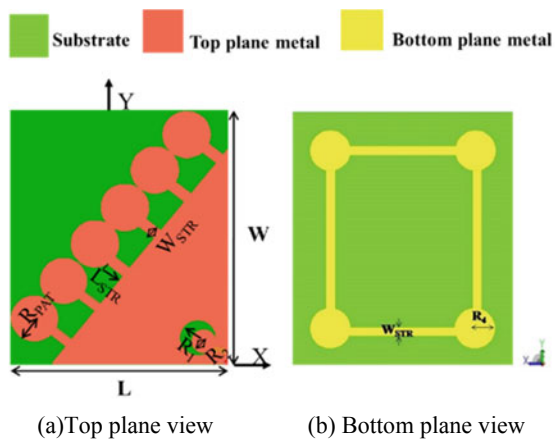 Substrate
Top plane metal
Bottom plane metal
Y
W
WSTR
LSTR
RPAT
R1
R2
X
L
WSTR
R4
Y
X
(a)Top plane view
(b) Bottom plane view